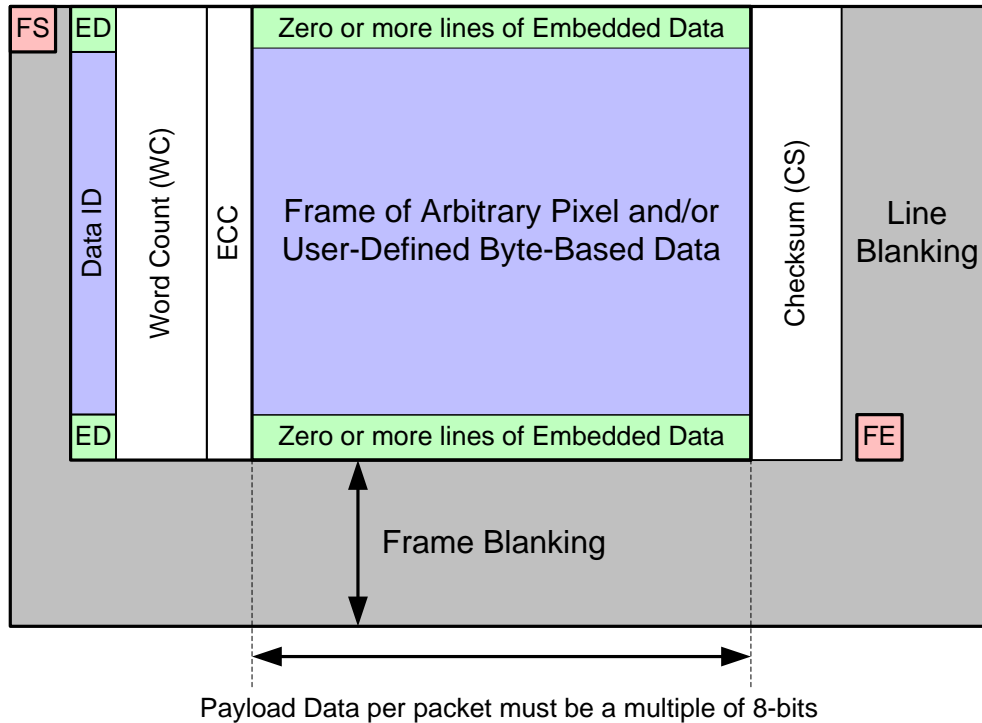 FS
ED
Zero or more lines of Embedded Data
Data ID
Word Count (WC)
ECC
Frame of Arbitrary Pixel and/or
User-Defined Byte-Based Data
Checksum (CS)
Line
Blanking
ED
Zero or more lines of Embedded Data
FE
Frame Blanking
Payload Data per packet must be a multiple of 8-bits